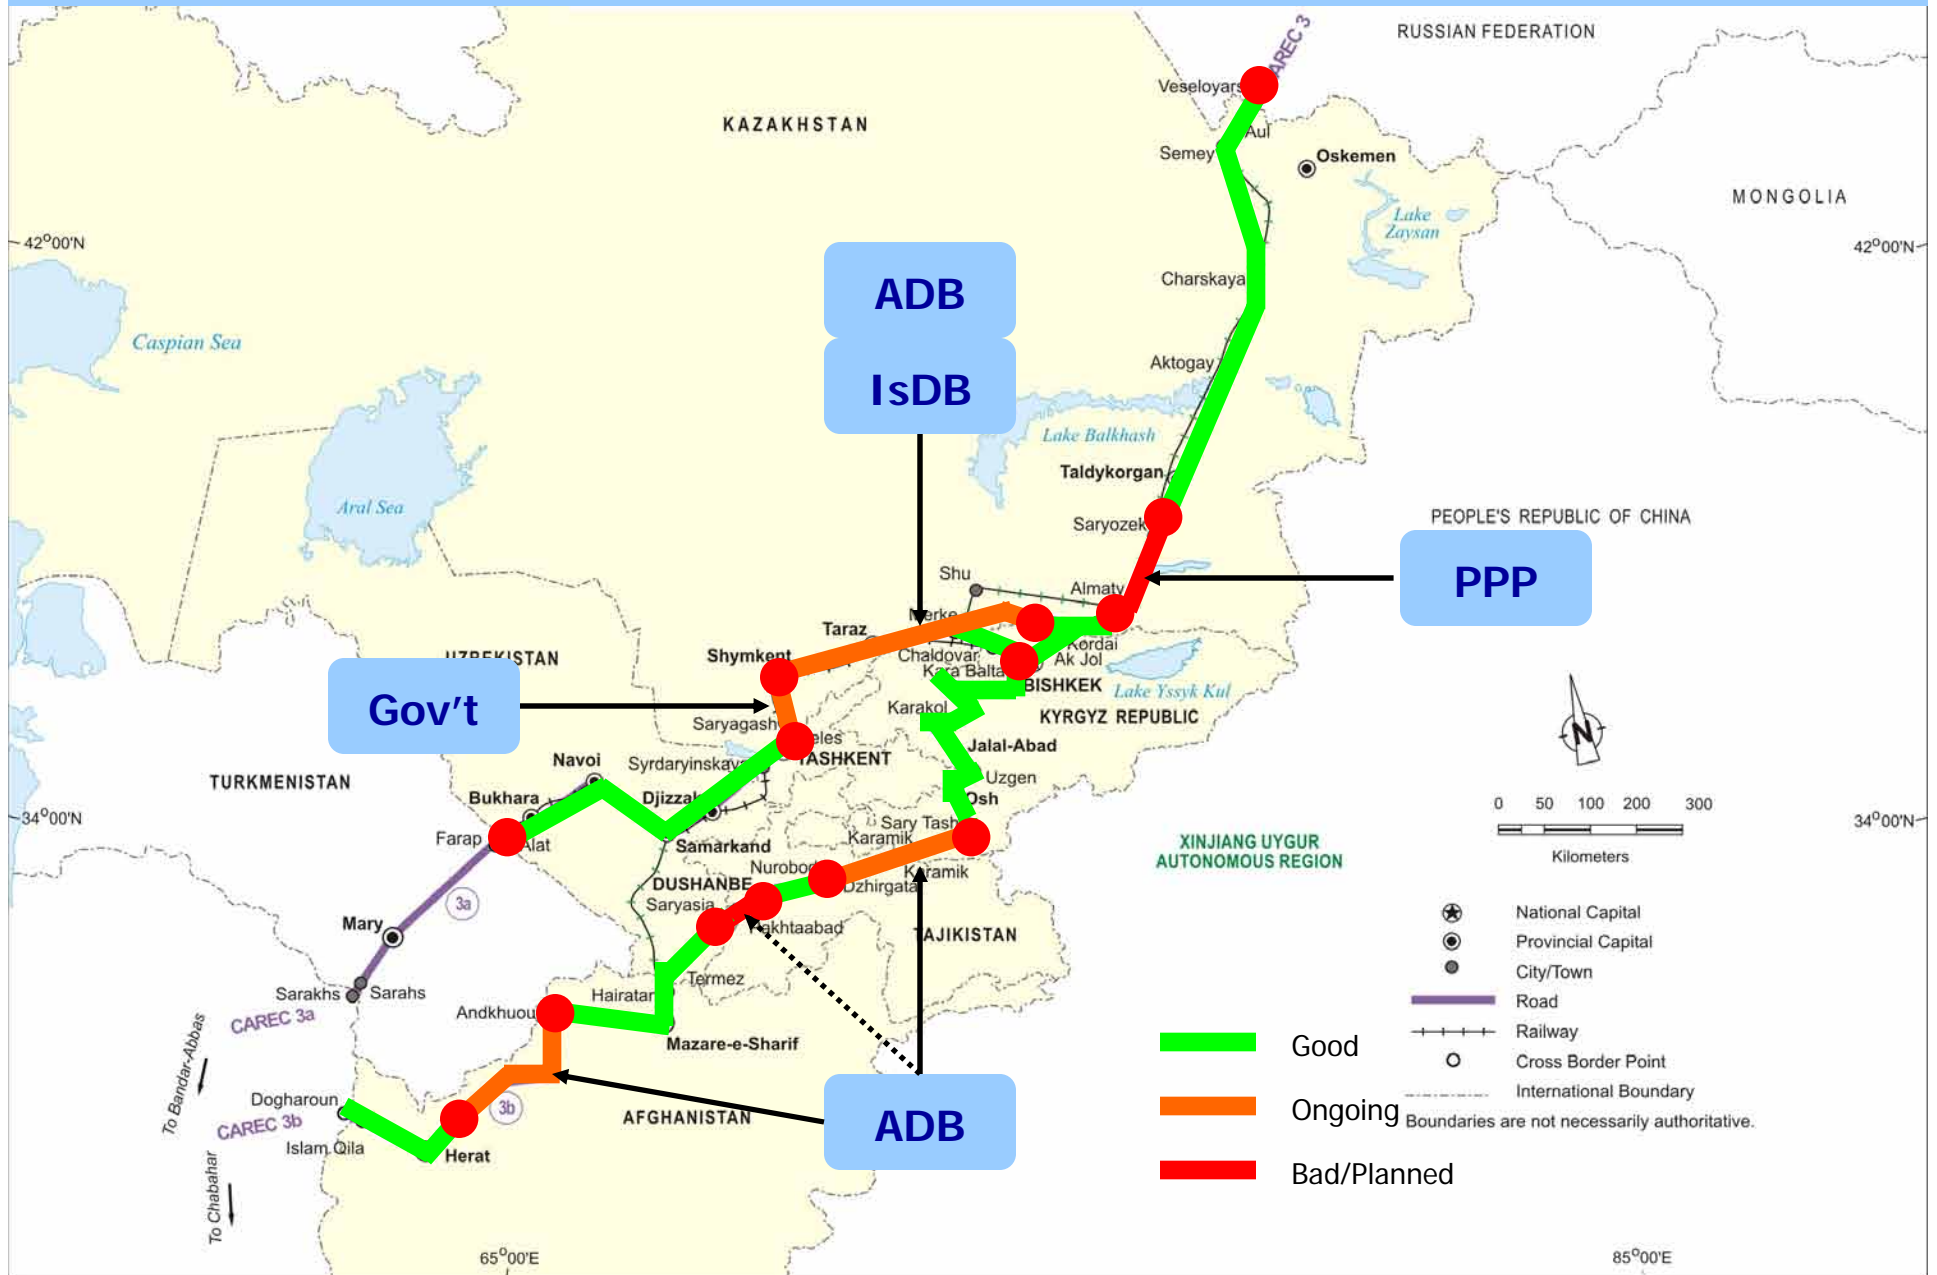 AREC 3
RUSSIAN FEDERATION
Veseloyars
KAZAKHSTAN
Aul
Semey
Oskemen
MONGOLIA
Lake
Zaysan
42°00'N
42°00'N
ADB
Charskaya
Caspian Sea
IsDB
Aktogay
Lake Balkhash
Taldykorgan
Aral Sea
Saryozek
PEOPLE'S REPUBLIC OF CHINA
PPP
Shu
Almaty
Merke
Taraz
Kordai
Shymkent
Chaldovar
Ak Jol
UZBEKISTAN
Kara Balta
BISHKEK
Lake Yssyk Kul
Gov't
Karakol
KYRGYZ REPUBLIC
Saryagash
eles
Jalal-Abad
Navoi
Syrdaryinskaya
TASHKENT
TURKMENISTAN
Uzgen
Bukhara
Djizzak
Osh
0 50 100 200 300
34°00'N
34°00'N
Sary Tash
Farap
Alat
Karamik
Kilometers
Samarkand
XINJIANG UYGUR
AUTONOMOUS REGION
Nurobod
Karamik
DUSHANBE
Dzhirgatal
Saryasia
3a
National Capital
Mary
Pakhtaabad
TAJIKISTAN
Provincial Capital
City/Town
Termez
Sarakhs
Sarahs
Hairatan
Road
Andkhuou
CAREC 3a
Railway
Mazare-e-Sharif
Good
Cross Border Point
To Bandar-Abbas
International Boundary
Dogharoun
3b
Ongoing
AFGHANISTAN
ADB
Boundaries are not necessarily authoritative.
CAREC 3b
Islam Qila
Herat
Bad/Planned
To Chabahar
N
65°00'E
85°00'E